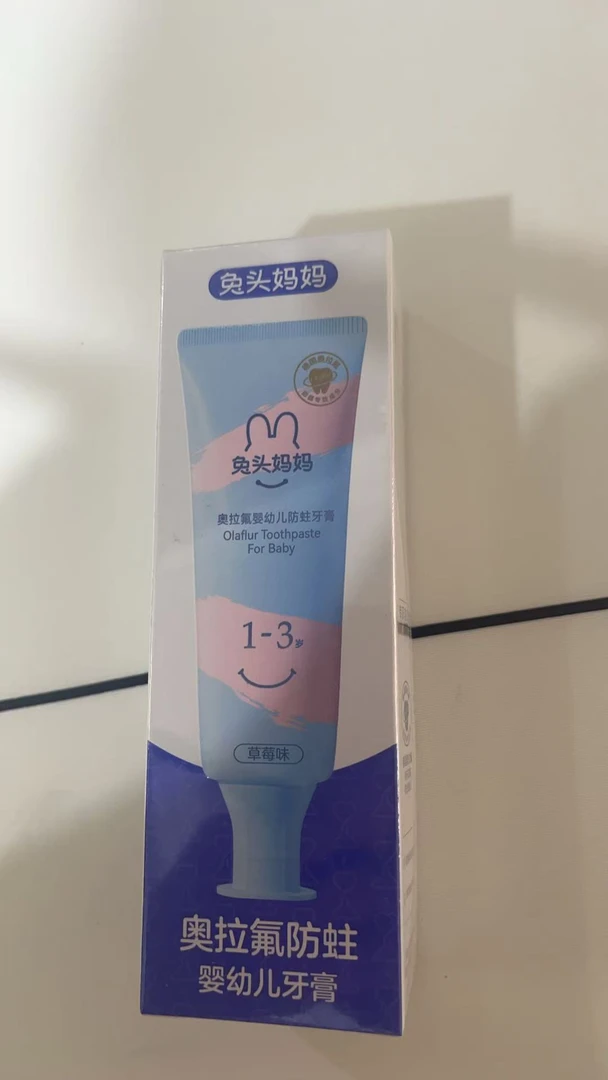 兔头妈妈
兔头妈妈
奥拉氟婴幼儿防蛀牙膏
Olaflur Toothpaste
For Baby
1-3岁
草莓味
奥拉氟防蛀
婴幼儿牙膏